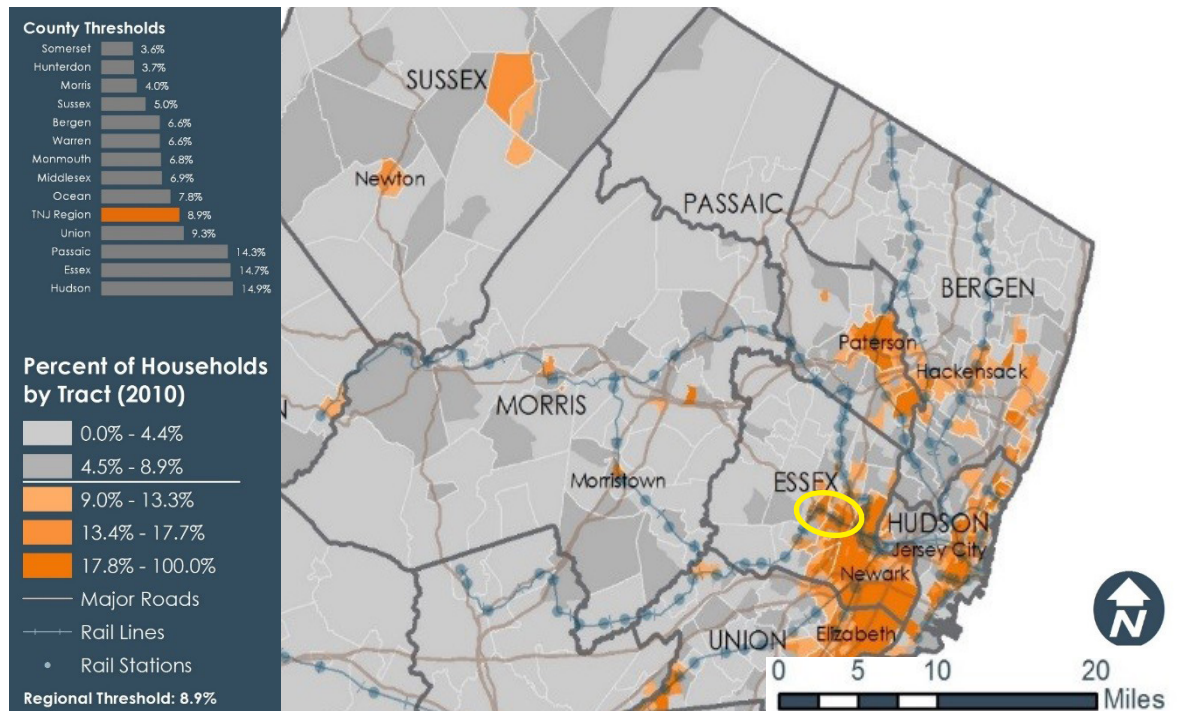 County Thresholds
Somerset 3.6%
Hunterdon 3.7%
Morris 4.0%
Sussex 5.0%
Bergen 6.6%
Warren 6.6%
Monmouth 6.8%
Middlesex 6.9%
Ocean 7.8%
TNJ Region 8.9%
Union 9.3%
Passaic 14.3%
Essex 14.7%
Hudson 14.9%
Percent of Households
by Tract (2010)
0.0% - 4.4%
4.5% - 8.9%
9.0% - 13.3%
13.4% - 17.7%
17.8% - 100.0%
Major Roads
Rail Lines
Rail Stations
Regional Threshold: 8.9%
SUSSEX
Newton
PASSAIC
BERGEN
Paterson
Hackensack
N
MORRIS
Morristown
ESSEX
HUDSON
Jersey City
Newark
UNION
Elizabeth
N
0 5 10 20
Miles